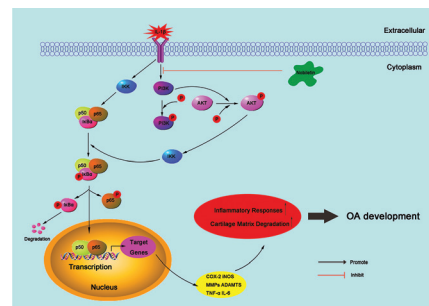 Extracellular
IL-1β
Cytoplasm
IKK
PI3K
AKT
P
AKT
P
P
P
PI3K
p50
p65
IκBα
IKK
p50
p65
IκBα
P
P
IκBα
p65
P
Degradation
p50
p65
Target
Genes
Transcription
Nucleus
Inflammatory Responses
Cartilage Matrix Degradation
OA development
COX-2 iNOS
MMPs ADAMTS
TNF-α IL-6
Promote
Inhibit